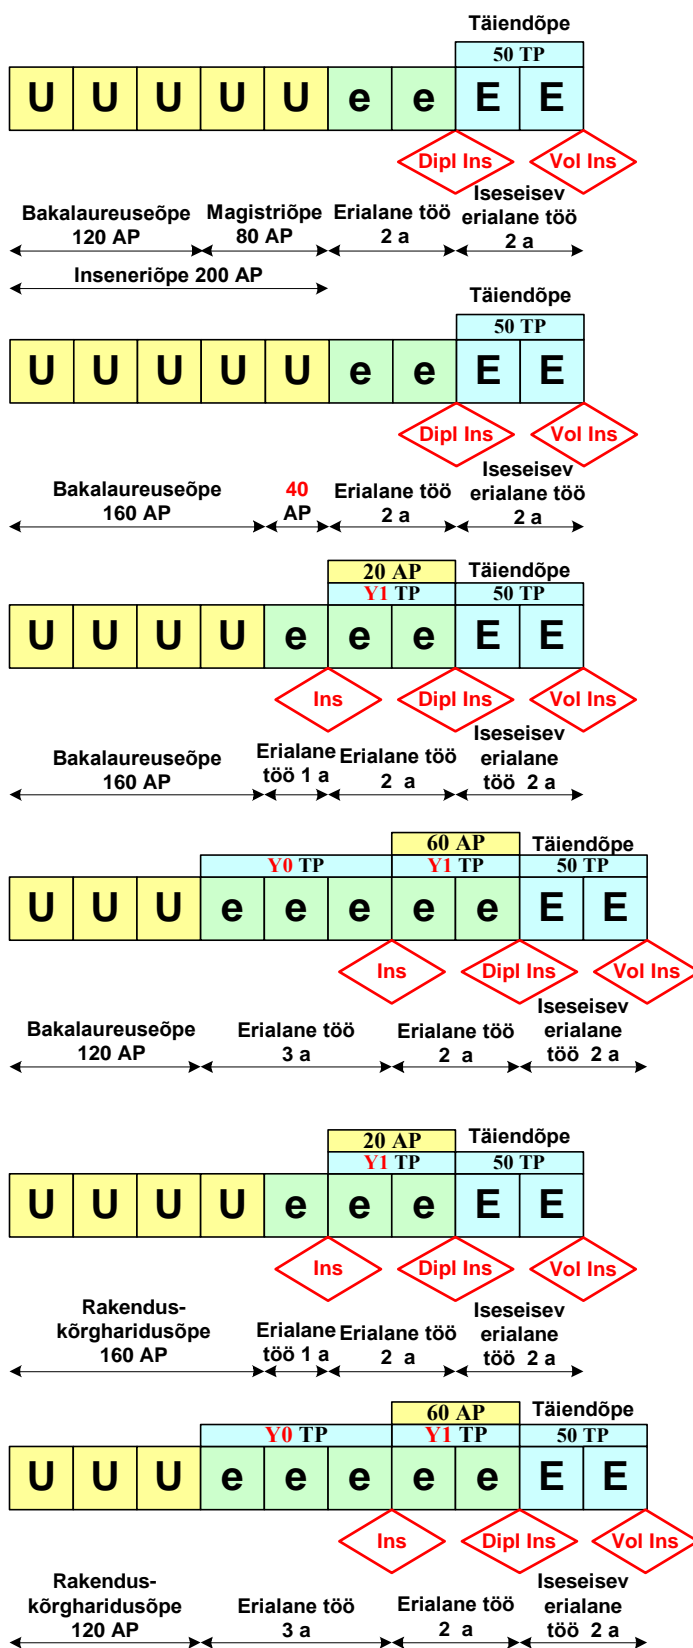 Täiendõpe
50 TP
U U U U U e e E E
Dipl Ins Vol Ins
Bakalaureuseõpe
120 AP
Magistriõpe
80 AP
Erialane töö
2 a
Iseseisev
erialane töö
2 a
Inseneriõpe 200 AP
Täiendõpe
50 TP
U U U U U e e E E
Dipl Ins Vol Ins
Bakalaureuseõpe
160 AP
40
AP
Erialane töö
2 a
Iseseisev
erialane töö
2 a
20 AP
Täiendõpe
Y1 TP
50 TP
U U U U e e e E E
Ins Dipl Ins Vol Ins
Bakalaureuseõpe
160 AP
Erialane
töö 1 a
Erialane töö
2 a
Iseseisev
erialane
töö 2 a
60 AP
Täiendõpe
Y0 TP
Y1 TP
50 TP
U U U e e e e e E E
Ins Dipl Ins Vol Ins
Bakalaureuseõpe
120 AP
Erialane töö
3 a
Erialane töö
2 a
Iseseisev
erialane
töö 2 a
20 AP
Täiendõpe
Y1 TP
50 TP
U U U U e e e E E
Ins Dipl Ins Vol Ins
Rakendus-
kõrgharidusõpe
160 AP
Erialane
töö 1 a
Erialane töö
2 a
Iseseisev
erialane
töö 2 a
60 AP
Täiendõpe
Y0 TP
Y1 TP
50 TP
U U U e e e e e E E
Ins Dipl Ins Vol Ins
Rakendus-
kõrgharidusõpe
120 AP
Erialane töö
3 a
Erialane töö
2 a
Iseseisev
erialane
töö 2 a